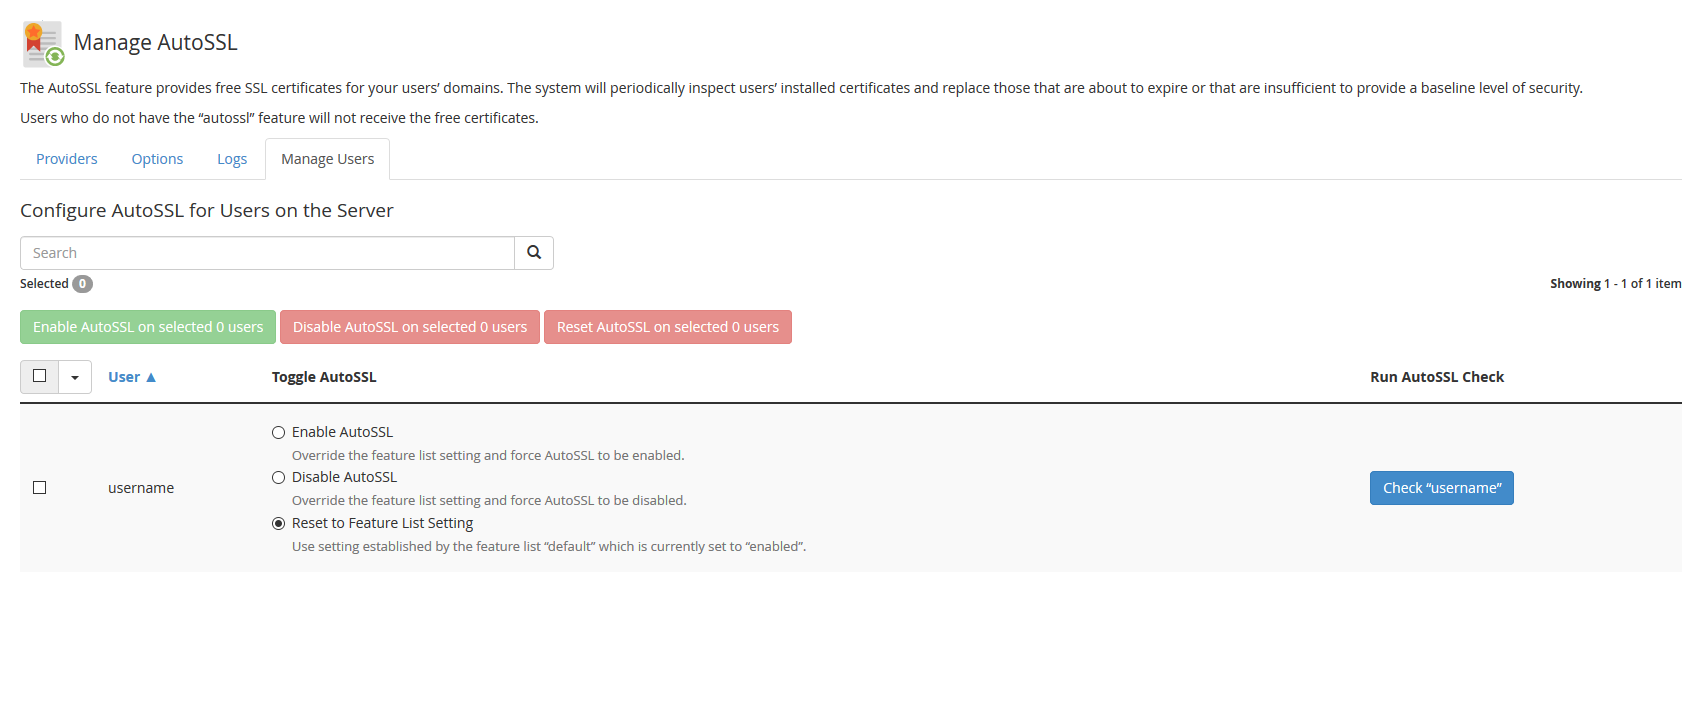 Manage AutoSSL
The AutoSSL feature provides free SSL certificates for your users’ domains. The system will periodically inspect users’ installed certificates and replace those that are about to expire or that are insufficient to provide a baseline level of security.
Users who do not have the “autossl” feature will not receive the free certificates.
Providers Options Logs Manage Users
Configure AutoSSL for Users on the Server
Search
Selected 0 Showing 1 - 1 of 1 item
Enable AutoSSL on selected 0 users Disable AutoSSL on selected 0 users Reset AutoSSL on selected 0 users
User ▲ Toggle AutoSSL Run AutoSSL Check
Enable AutoSSL
Override the feature list setting and force AutoSSL to be enabled.
Disable AutoSSL
username Check “username”
Override the feature list setting and force AutoSSL to be disabled.
Reset to Feature List Setting
Use setting established by the feature list “default” which is currently set to “enabled”.